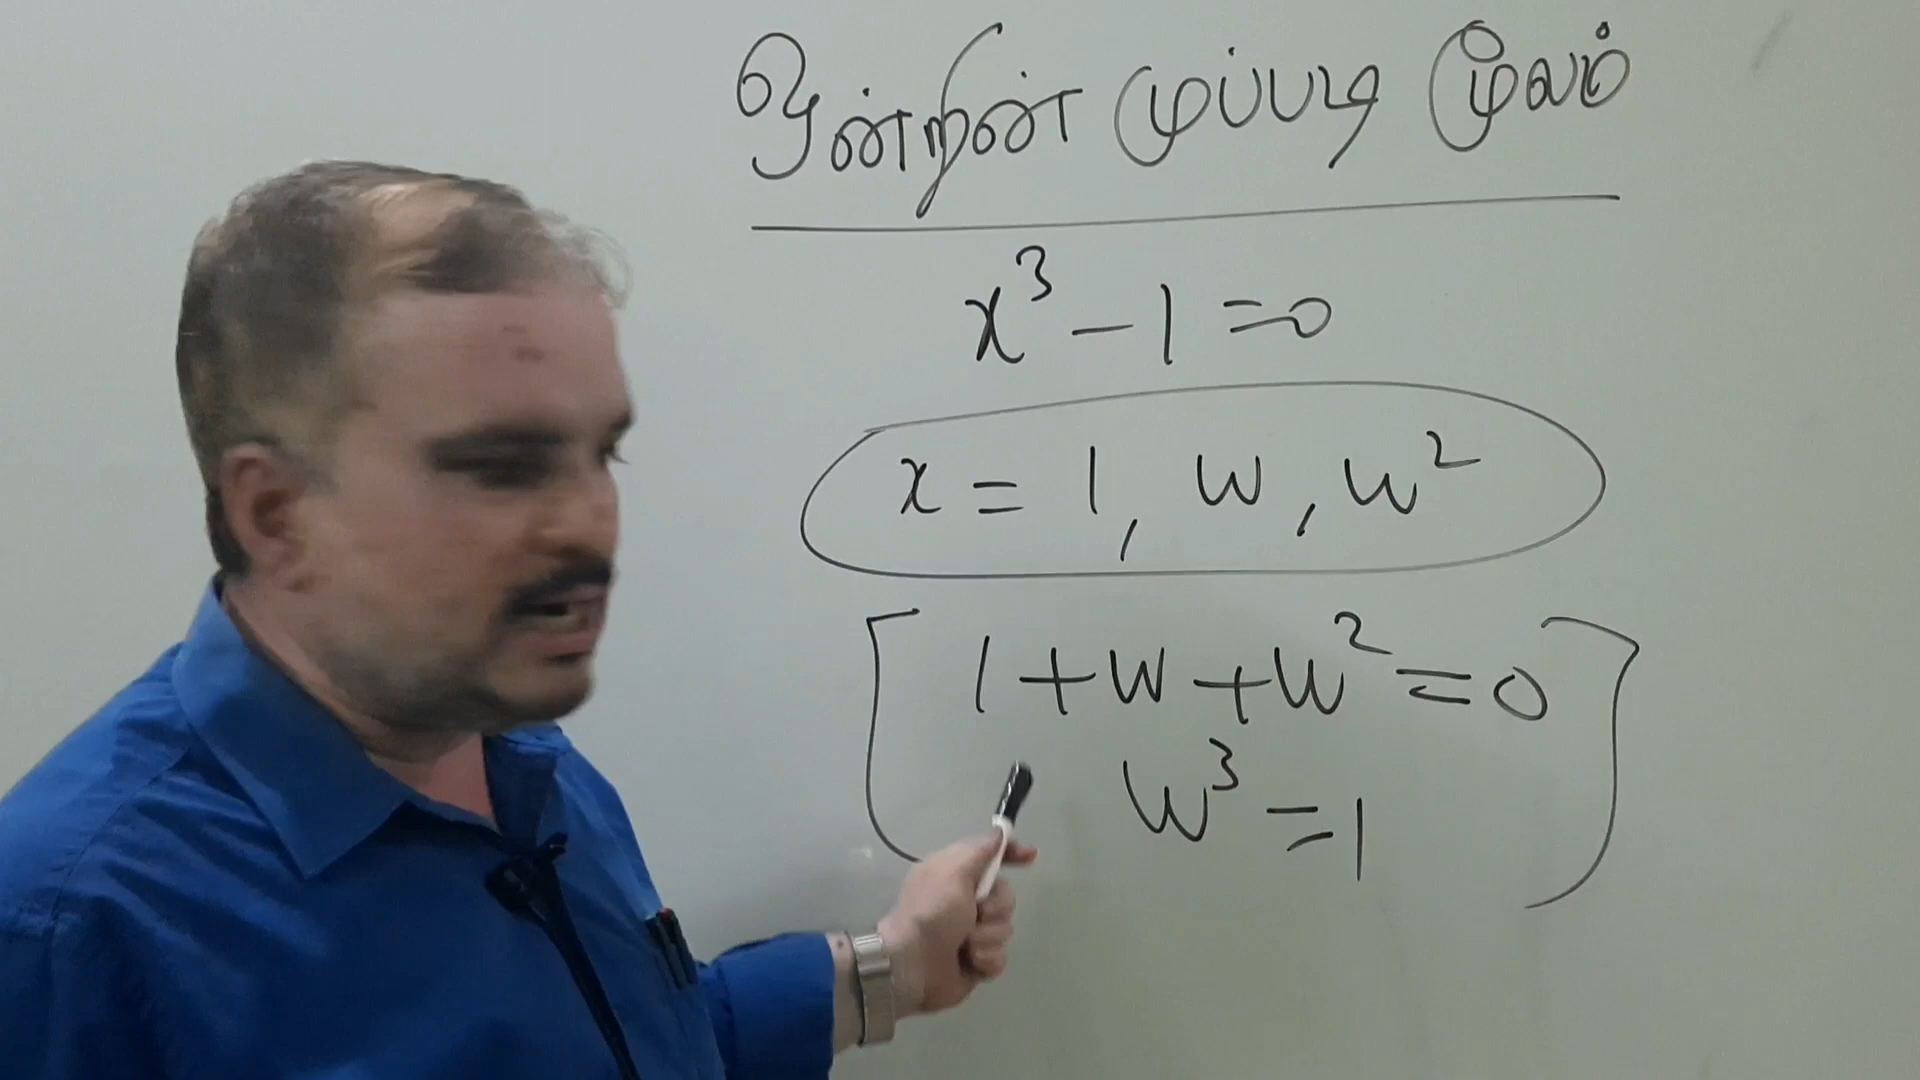 ஒன்றின் முப்படி மூலம்
x³ - 1 = 0
x = 1, w, w²
1 + w + w² = 0
w³ = 1